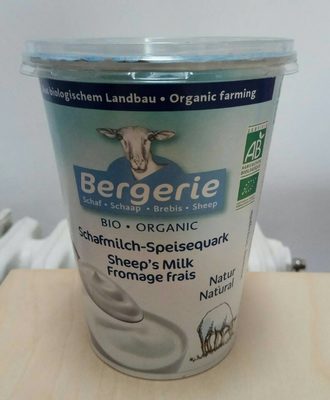 biologischem Landbau • Organic farming
AB
Bergerie
Schaf • Schaap • Brebis • Sheep
BIO • ORGANIC
Schafmilch-Speisequark
Sheep's Milk
Fromage frais
Natur
Natural